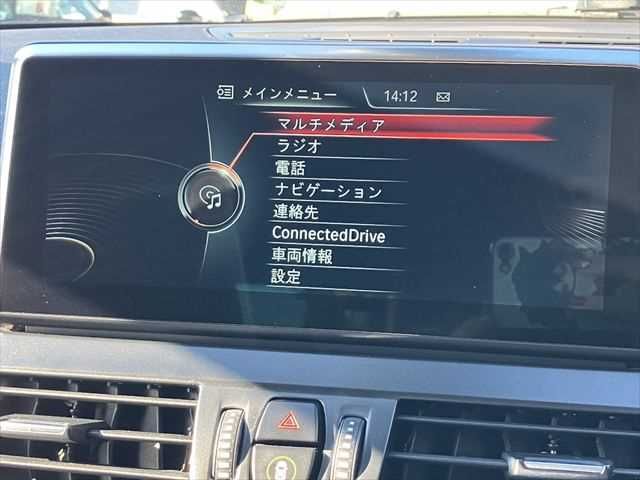 メインメニュー 14:12
マルチメディア
ラジオ
電話
ナビゲーション
連絡先
ConnectedDrive
車両情報
設定